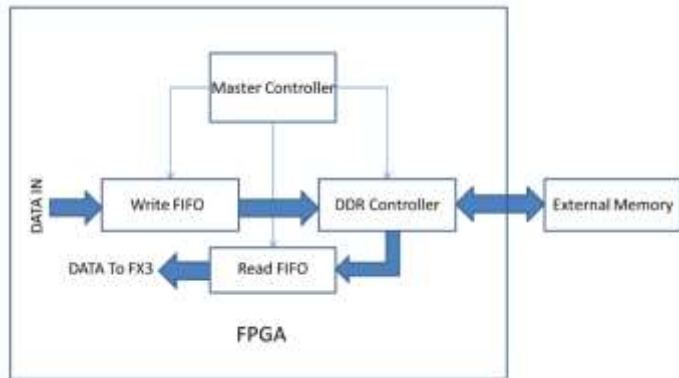 Master Controller
DATA IN
Write FIFO
DDR Controller
External Memory
DATA To FX3
Read FIFO
FPGA